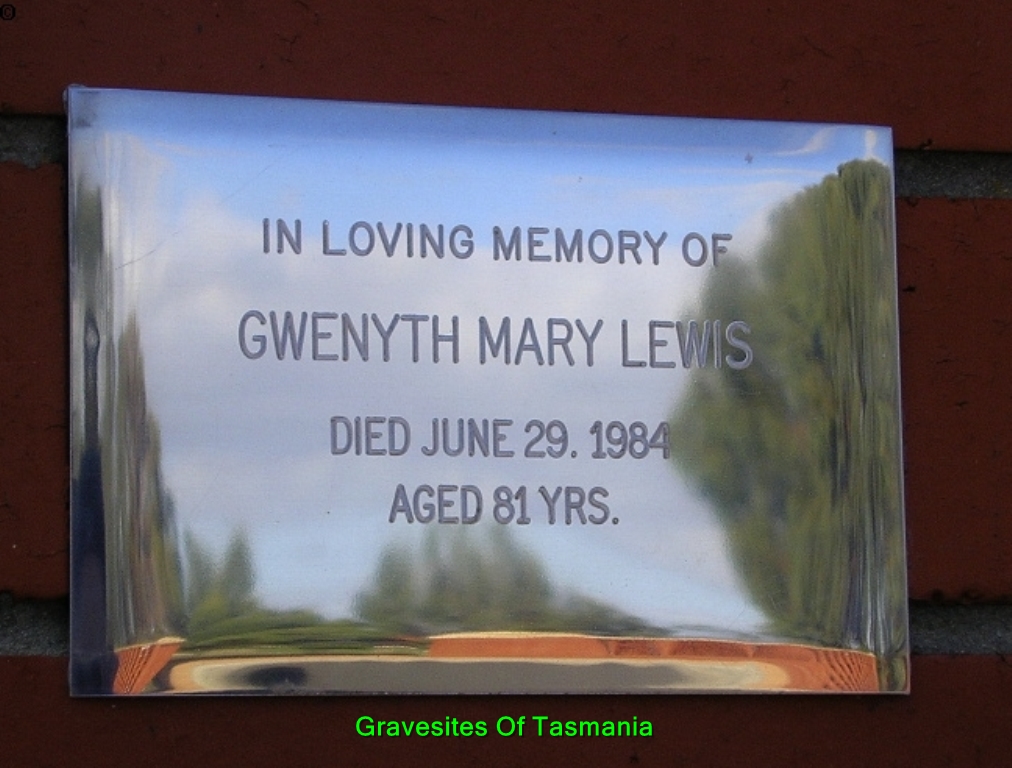 ©
IN LOVING MEMORY OF
GWENYTH MARY LEWIS
DIED JUNE 29. 1984
AGED 81 YRS.
Gravesites Of Tasmania